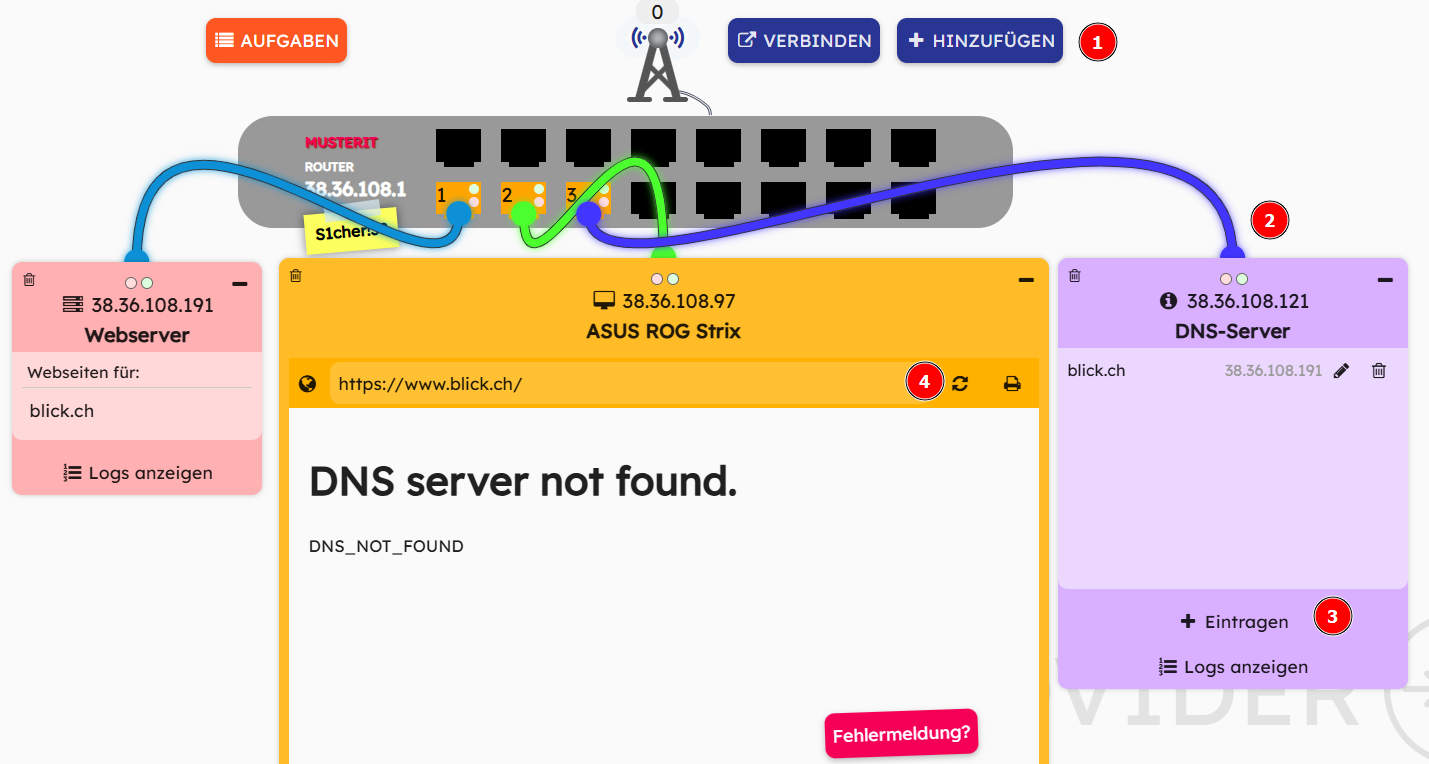 0
AUFGABEN
VERBINDEN
HINZUFÜGEN
1
MUSTERIT
ROUTER
38.36.108.1
1
2
3
2
38.36.108.191
Webserver
Webseiten für:
blick.ch
Logs anzeigen
38.36.108.97
ASUS ROG Strix
https://www.blick.ch/
4
DNS server not found.
DNS_NOT_FOUND
Fehlermeldung?
38.36.108.121
DNS-Server
blick.ch 38.36.108.191
Eintragen
3
Logs anzeigen
VIDER